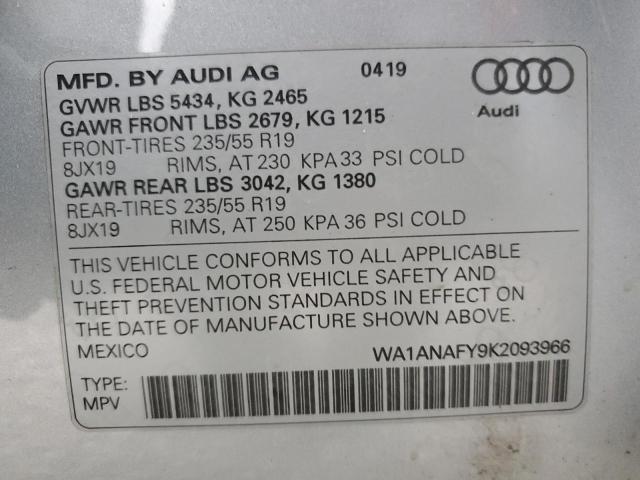 MFD. BY AUDI AG 0419
GVWR LBS 5434, KG 2465
GAWR FRONT LBS 2679, KG 1215
Audi
FRONT-TIRES 235/55 R19
8JX19 RIMS, AT 230 KPA 33 PSI COLD
GAWR REAR LBS 3042, KG 1380
REAR-TIRES 235/55 R19
8JX19 RIMS, AT 250 KPA 36 PSI COLD
THIS VEHICLE CONFORMS TO ALL APPLICABLE
U.S. FEDERAL MOTOR VEHICLE SAFETY AND
THEFT PREVENTION STANDARDS IN EFFECT ON
THE DATE OF MANUFACTURE SHOWN ABOVE.
MEXICO WA1ANAFY9K2093966
TYPE:
MPV